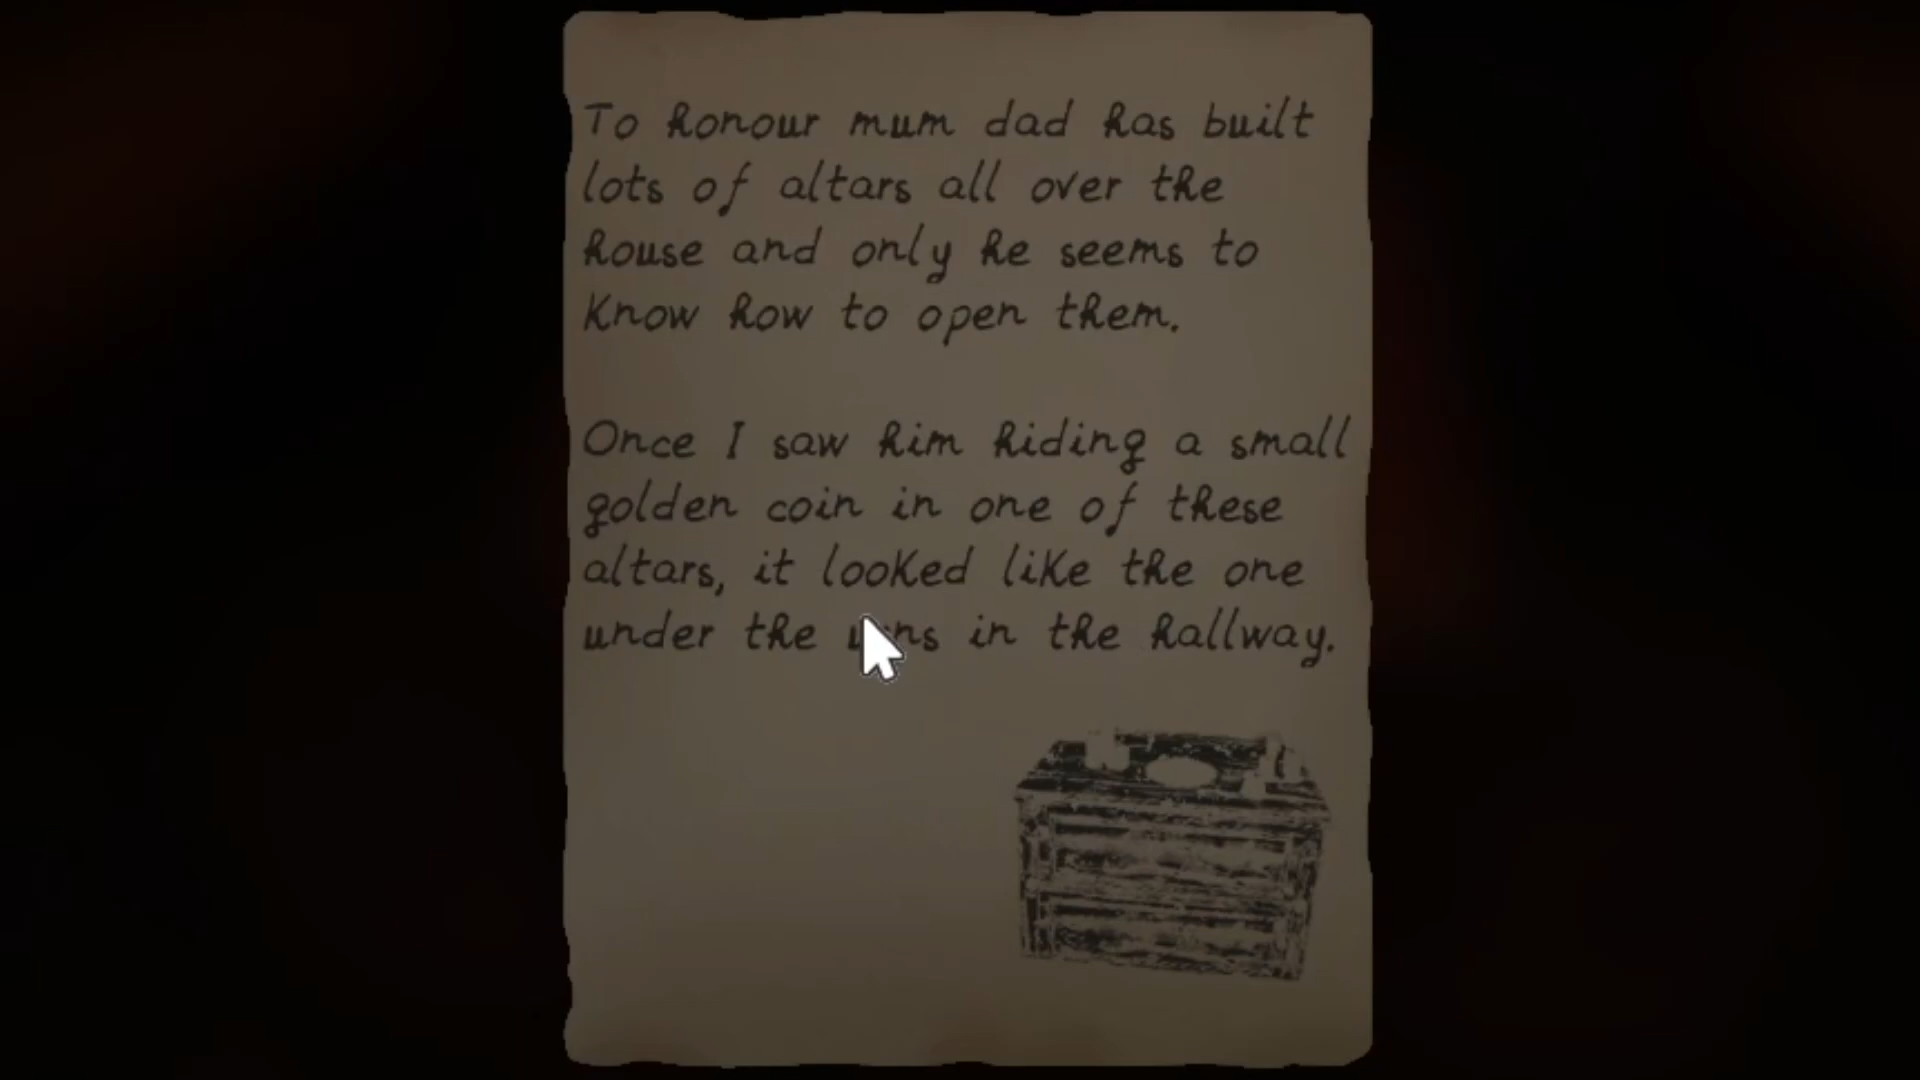 To honour mum dad has built
lots of altars all over the
house and only he seems to
Know how to open them.
Once I saw him hiding a small
golden coin in one of these
altars, it looked like the one
under the urns in the hallway.